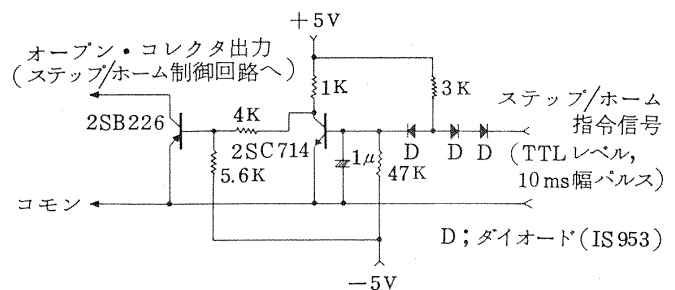 +5V
オープン・コレクタ出力
(ステップ/ホーム制御回路へ)
1K
3K
ステップ/ホーム
指令信号
(TTLレベル,
10ms幅パルス)
2SB226
4K
2SC714
5.6K
1μ
47K
D
D
D
コモン
D;ダイオード(IS953)
−5V